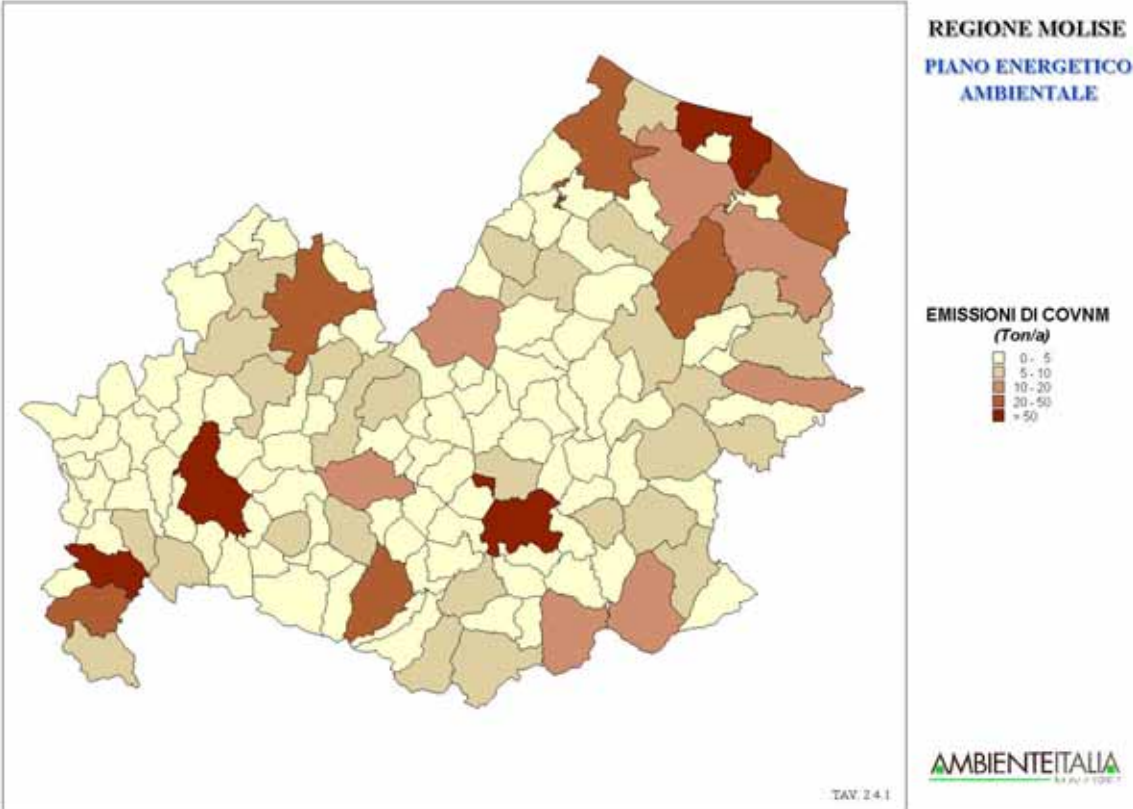 REGIONE MOLISE
PIANO ENERGETICO
AMBIENTALE
EMISSIONI DI COVNM
(Ton/a)
0 - 5
5 - 10
10 - 20
20 - 50
> 50
AMBIENTEITALIA
TAV. 2.4.1